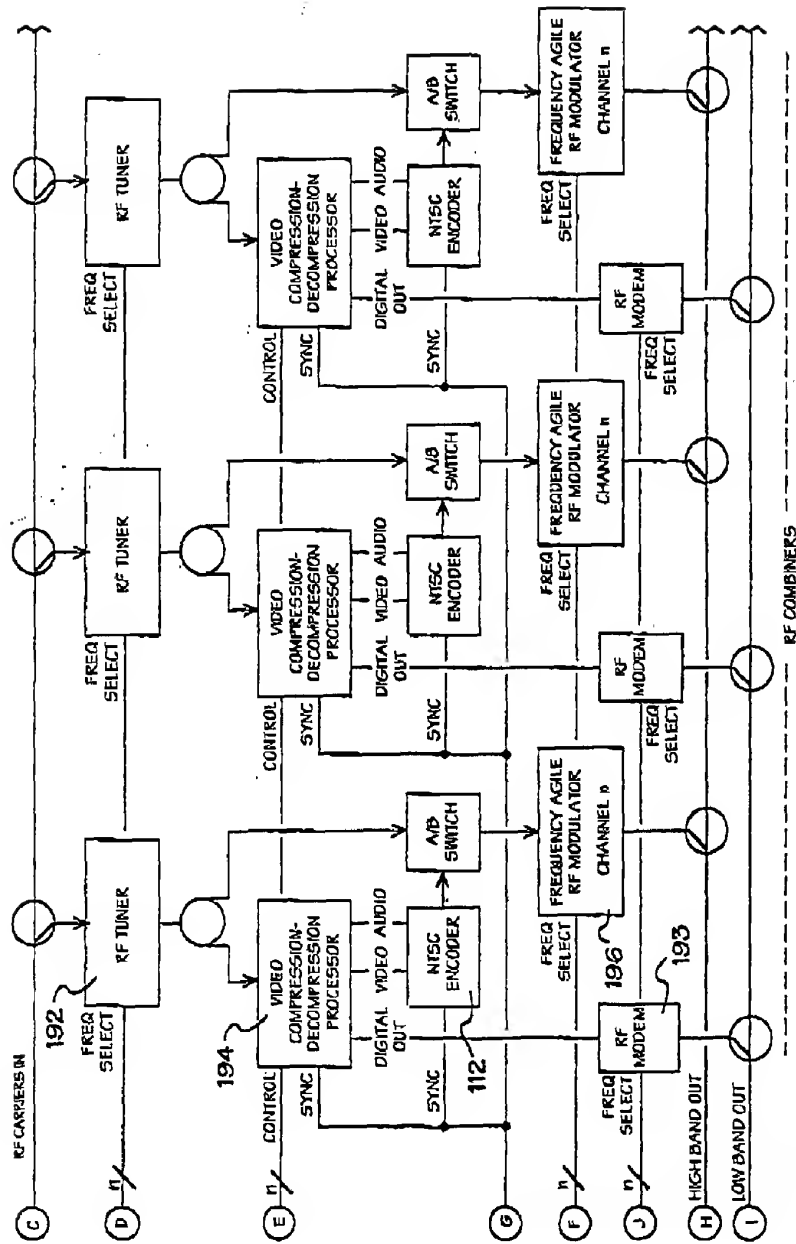 C
RF CARRIERS IN
D
n
FREQ
SELECT
192
RF TUNER
FREQ
SELECT
RF TUNER
FREQ
SELECT
RF TUNER
E
n
CONTROL
SYNC
194
VIDEO
COMPRESSION-
DECOMPRESSION
PROCESSOR
CONTROL
SYNC
VIDEO
COMPRESSION-
DECOMPRESSION
PROCESSOR
CONTROL
SYNC
VIDEO
COMPRESSION-
DECOMPRESSION
PROCESSOR
DIGITAL
OUT
VIDEO
AUDIO
DIGITAL
OUT
VIDEO
AUDIO
DIGITAL
OUT
VIDEO
AUDIO
SYNC
112
NTSC
ENCODER
A/B
SWITCH
SYNC
NTSC
ENCODER
A/B
SWITCH
SYNC
NTSC
ENCODER
A/B
SWITCH
G
F
n
FREQ
SELECT
FREQUENCY AGILE
RF MODULATOR
CHANNEL n
196
FREQ
SELECT
FREQUENCY AGILE
RF MODULATOR
CHANNEL n
FREQ
SELECT
FREQUENCY AGILE
RF MODULATOR
CHANNEL n
J
n
FREQ
SELECT
RF
MODEM
193
FREQ
SELECT
RF
MODEM
FREQ
SELECT
RF
MODEM
H
HIGH BAND OUT
I
LOW BAND OUT
RF COMBINERS